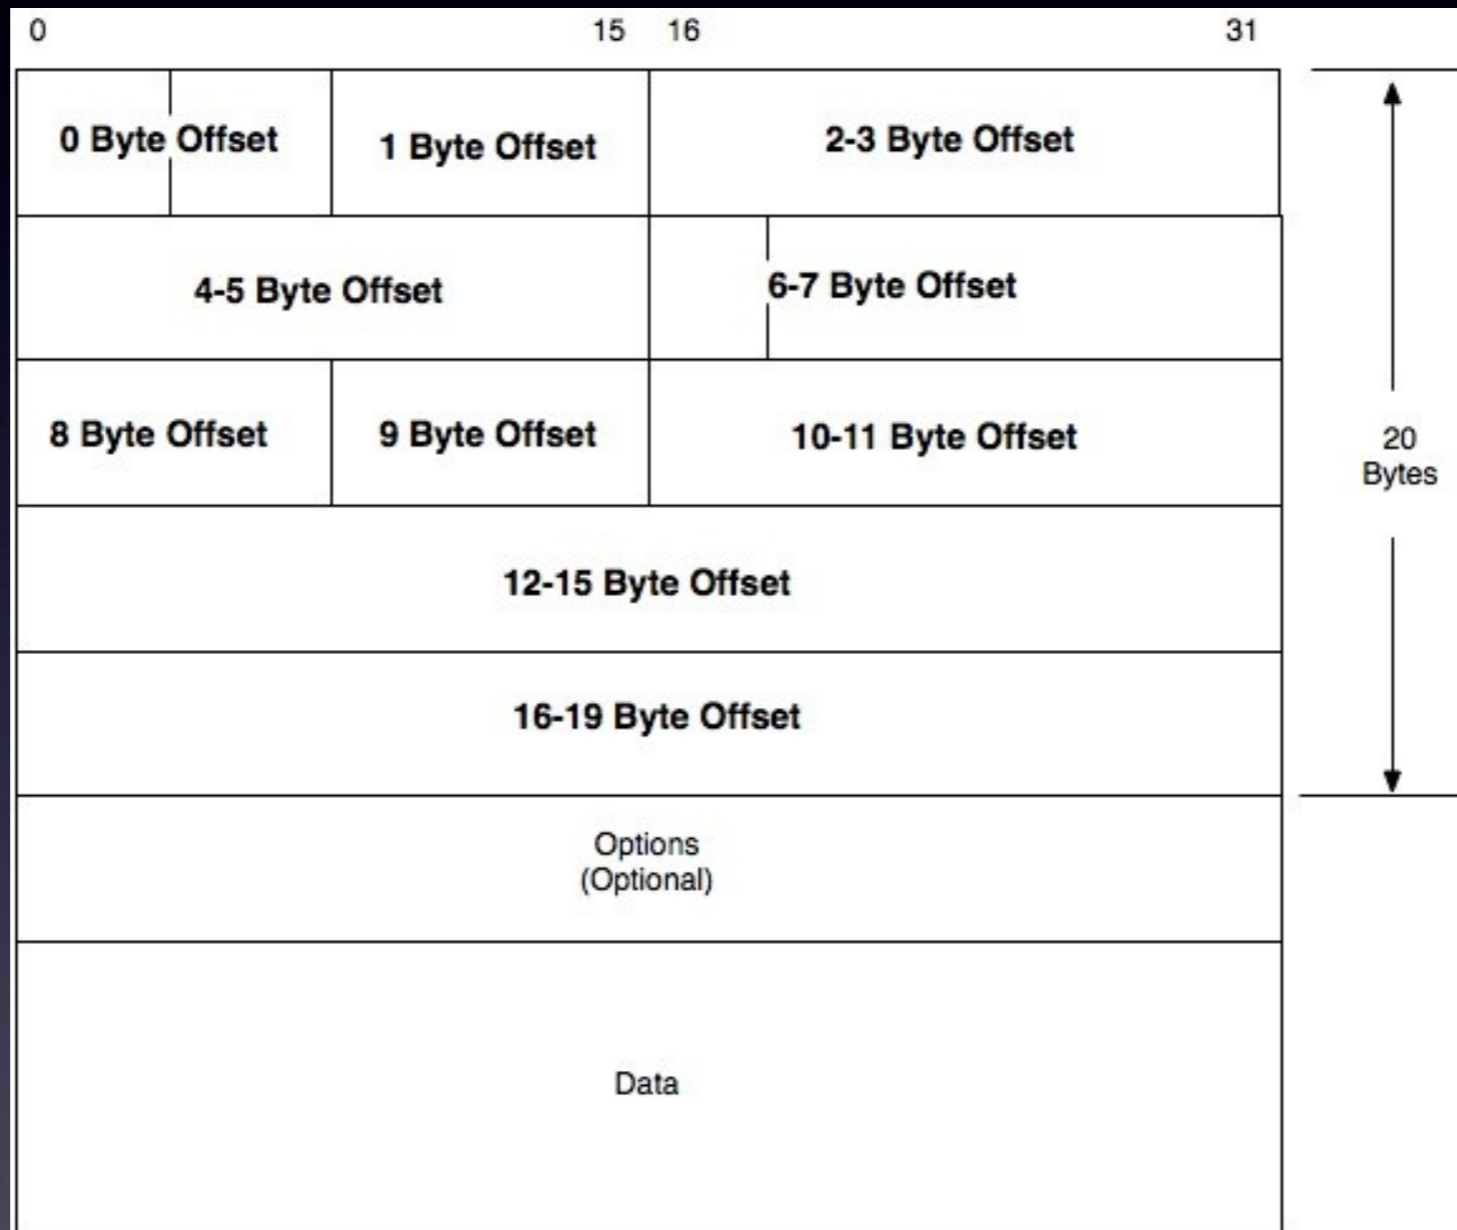 0 15 16 31
0 Byte Offset 1 Byte Offset 2-3 Byte Offset
4-5 Byte Offset 6-7 Byte Offset
8 Byte Offset 9 Byte Offset 10-11 Byte Offset
20
Bytes
12-15 Byte Offset
16-19 Byte Offset
Options
(Optional)
Data